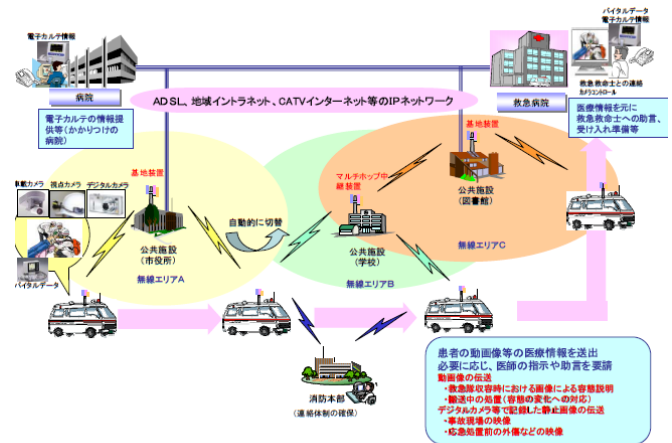 電子カルテ情報
病院
電子カルテの情報提
供等(かかりつけの
病院)
ADSL、地域イントラネット、CATVインターネット等のIPネットワーク
バイタルデータ
電子カルテ情報
救急救命士との連絡
カメラコントロール
救急病院
医療情報を元に
救急救命士への助言、
受け入れ準備等
基地装置
車載カメラ
視点カメラ
デジタルカメラ
バイタルデータ
公共施設
(市役所)
無線エリアA
自動的に切替
マルチホップ中
継装置
公共施設
(学校)
無線エリアB
基地装置
公共施設
(図書館)
無線エリアC
消防本部
(連絡体制の確保)
患者の動画像等の医療情報を送出
必要に応じ、医師の指示や助言を要請
動画像の伝送
・救急隊収容時における画像による容態説明
・搬送中の処置(容態の変化への対応)
デジタルカメラ等で記録した静止画像の伝送
・事故現場の映像
・応急処置前の外傷などの映像